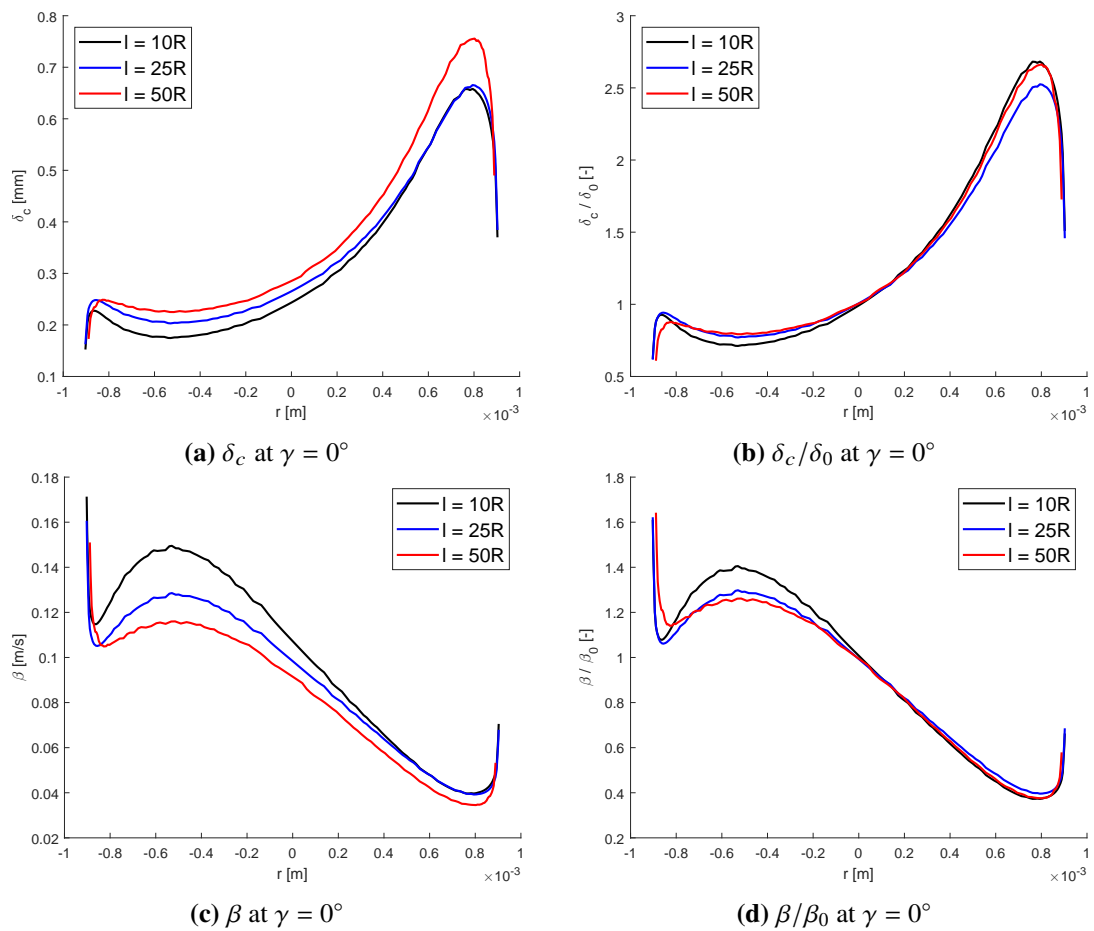 0.8
0.7
0.6
0.5
0.4
0.3
0.2
0.1
δc [mm]
l = 10R
l = 25R
l = 50R
-1 -0.8 -0.6 -0.4 -0.2 0 0.2 0.4 0.6 0.8 1
r [m]
×10-3
(a) δc at γ = 0°
3
2.5
2
1.5
1
0.5
δc / δ0 [-]
l = 10R
l = 25R
l = 50R
-1 -0.8 -0.6 -0.4 -0.2 0 0.2 0.4 0.6 0.8 1
r [m]
×10-3
(b) δc/δ0 at γ = 0°
0.18
0.16
0.14
0.12
0.1
0.08
0.06
0.04
0.02
β [m/s]
l = 10R
l = 25R
l = 50R
-1 -0.8 -0.6 -0.4 -0.2 0 0.2 0.4 0.6 0.8 1
r [m]
×10-3
(c) β at γ = 0°
1.8
1.6
1.4
1.2
1
0.8
0.6
0.4
0.2
β / β0 [-]
l = 10R
l = 25R
l = 50R
-1 -0.8 -0.6 -0.4 -0.2 0 0.2 0.4 0.6 0.8 1
r [m]
×10-3
(d) β/β0 at γ = 0°